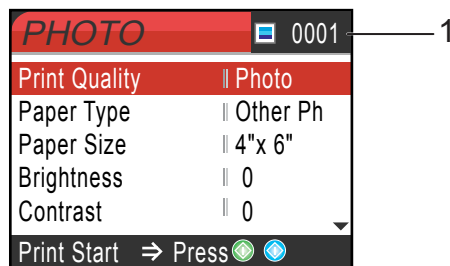 PHOTO 0001 1
Print Quality Photo
Paper Type Other Ph
Paper Size 4"x 6"
Brightness 0
Contrast 0
Print Start ⇒ Press